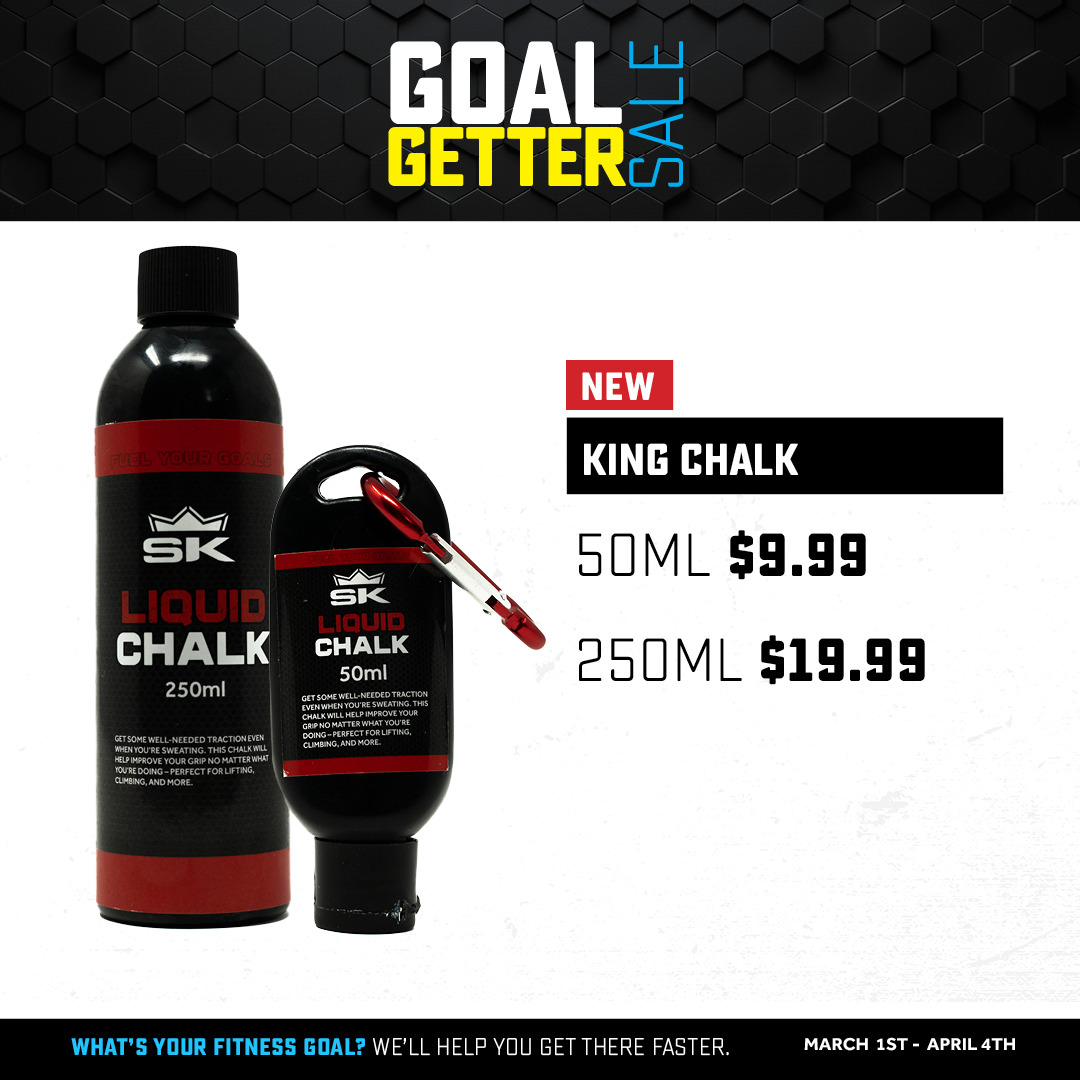 GOAL
GETTER
SALE
FUEL YOUR GOALS
SK
LIQUID
CHALK
250ml
GET SOME WELL-NEEDED TRACTION EVEN
WHEN YOU'RE SWEATING. THIS CHALK WILL
HELP IMPROVE YOUR GRIP NO MATTER WHAT
YOU'RE DOING – PERFECT FOR LIFTING,
CLIMBING, AND MORE.
SK
LIQUID
CHALK
50ml
GET SOME WELL-NEEDED TRACTION
EVEN WHEN YOU'RE SWEATING. THIS
CHALK WILL HELP IMPROVE YOUR
GRIP NO MATTER WHAT YOU'RE
DOING – PERFECT FOR LIFTING,
CLIMBING, AND MORE.
NEW
KING CHALK
50ML $9.99
250ML $19.99
WHAT'S YOUR FITNESS GOAL? WE'LL HELP YOU GET THERE FASTER.
MARCH 1ST - APRIL 4TH